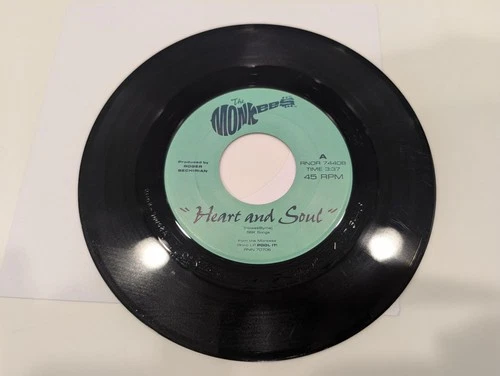 The
MONKEES
Produced by
ROGER
BECHIRIAN
A
RNOR 74408
TIME 3:37
45 RPM
"Heart and Soul"
from the Monkees
POOL IT!